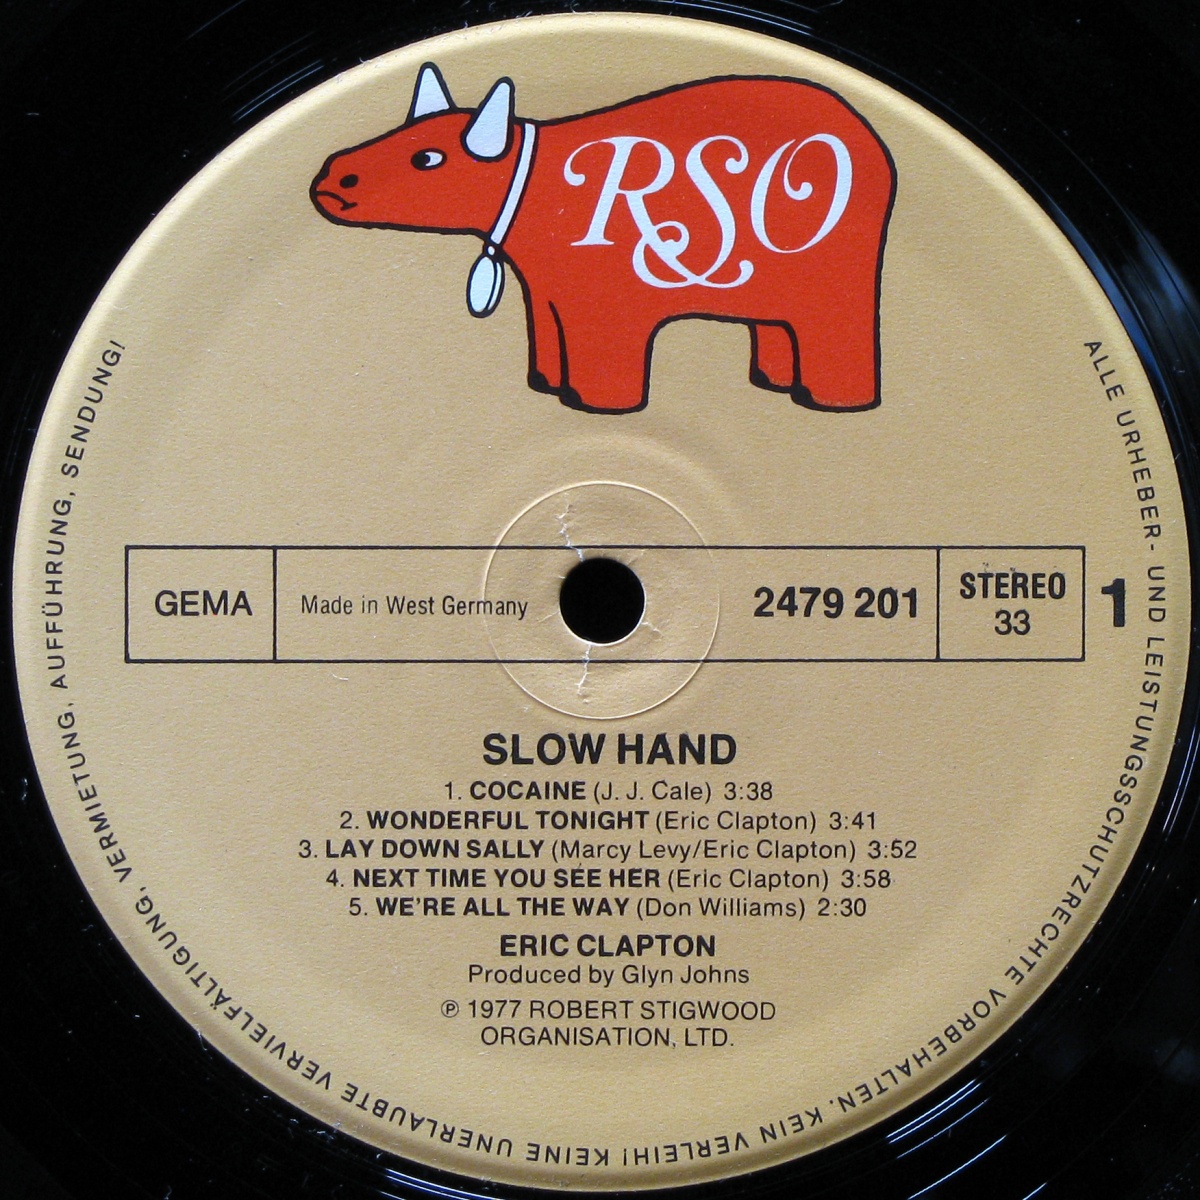 RSO
GEMA
Made in West Germany
2479 201
STEREO
33
1
SLOW HAND
1. COCAINE (J. J. Cale) 3:38
2. WONDERFUL TONIGHT (Eric Clapton) 3:41
3. LAY DOWN SALLY (Marcy Levy/Eric Clapton) 3:52
4. NEXT TIME YOU SEE HER (Eric Clapton) 3:58
5. WE'RE ALL THE WAY (Don Williams) 2:30
ERIC CLAPTON
Produced by Glyn Johns
℗ 1977 ROBERT STIGWOOD
ORGANISATION, LTD.
ALLE URHEBER- UND LEISTUNGSSCHUTZRECHTE VORBEHALTEN. KEIN VERLEIH! KEINE UNERLAUBTE VERVIELFÄLTIGUNG, VERMIETUNG, AUFFÜHRUNG, SENDUNG!